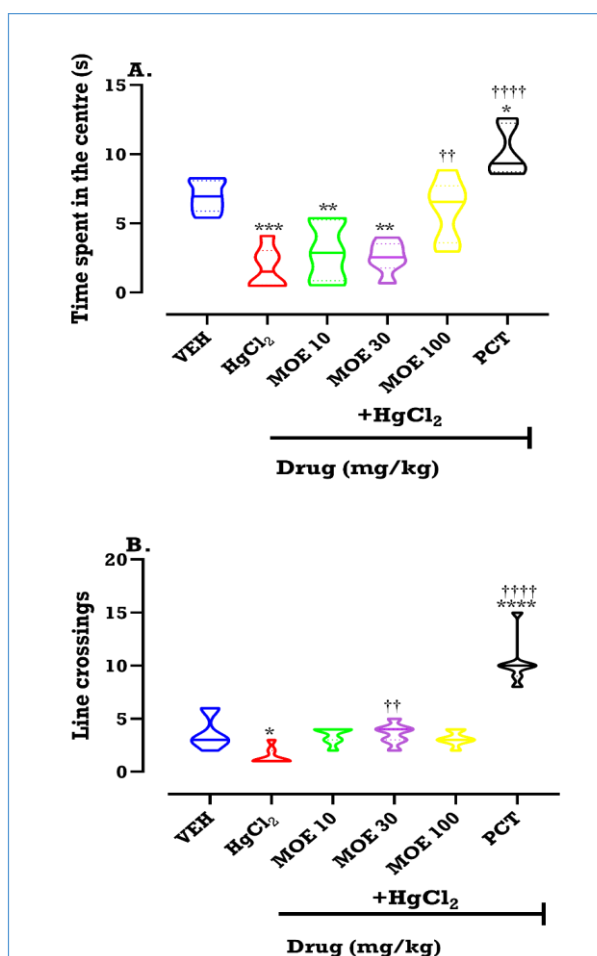 A.
Time spent in the centre (s)
15
10
5
0
***
**
**
††
††††
*
VEH
HgCl₂
MOE 10
MOE 30
MOE 100
PCT
+HgCl₂
Drug (mg/kg)
B.
Line crossings
20
15
10
5
0
*
††
††††
****
VEH
HgCl₂
MOE 10
MOE 30
MOE 100
PCT
+HgCl₂
Drug (mg/kg)